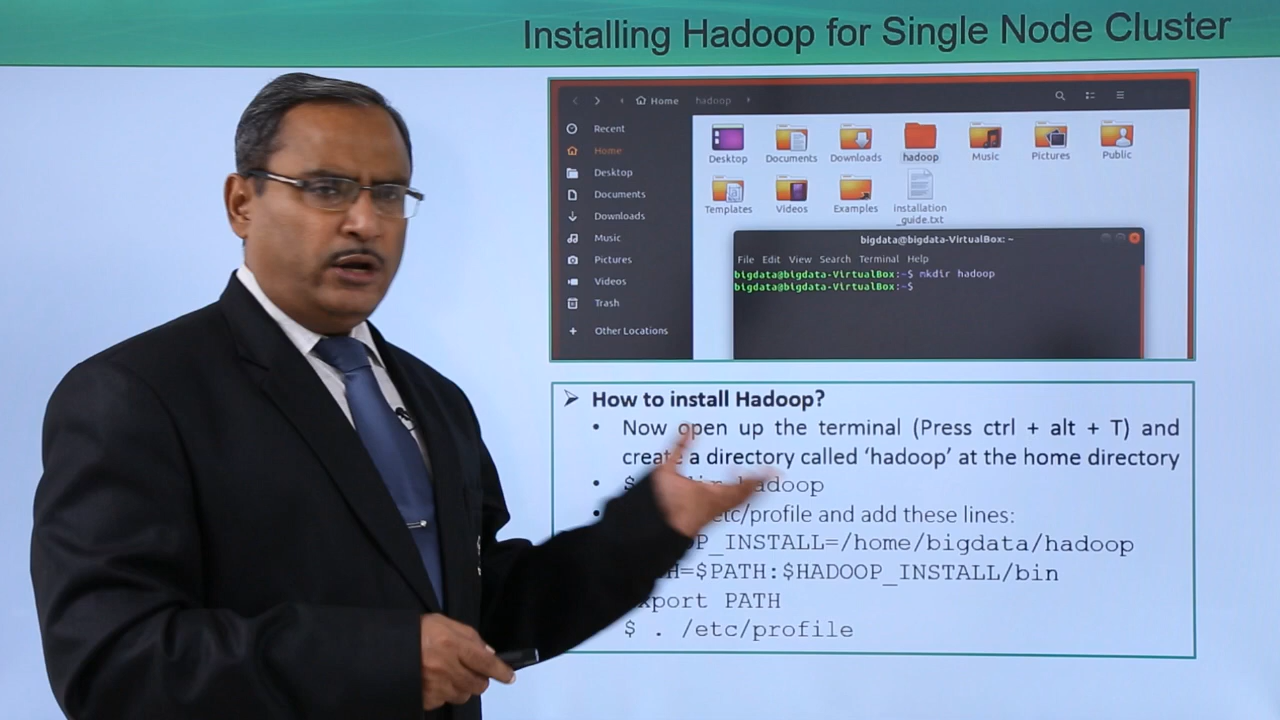 Installing Hadoop for Single Node Cluster
Home hadoop
Recent
Home
Desktop
Documents
Downloads
Music
Pictures
Videos
Trash
+ Other Locations
Desktop Documents Downloads hadoop Music Pictures Public
Templates Videos Examples Installation
_guide.txt
bigdata@bigdata-VirtualBox: ~
File Edit View Search Terminal Help
bigdata@bigdata-VirtualBox:~$ mkdir hadoop
bigdata@bigdata-VirtualBox:~$
➢ How to install Hadoop?
• Now open up the terminal (Press ctrl + alt + T) and
create a directory called ‘hadoop’ at the home directory
• $ hadoop
• etc/profile and add these lines:
P_INSTALL=/home/bigdata/hadoop
H=$PATH:$HADOOP_INSTALL/bin
xport PATH
$ . /etc/profile